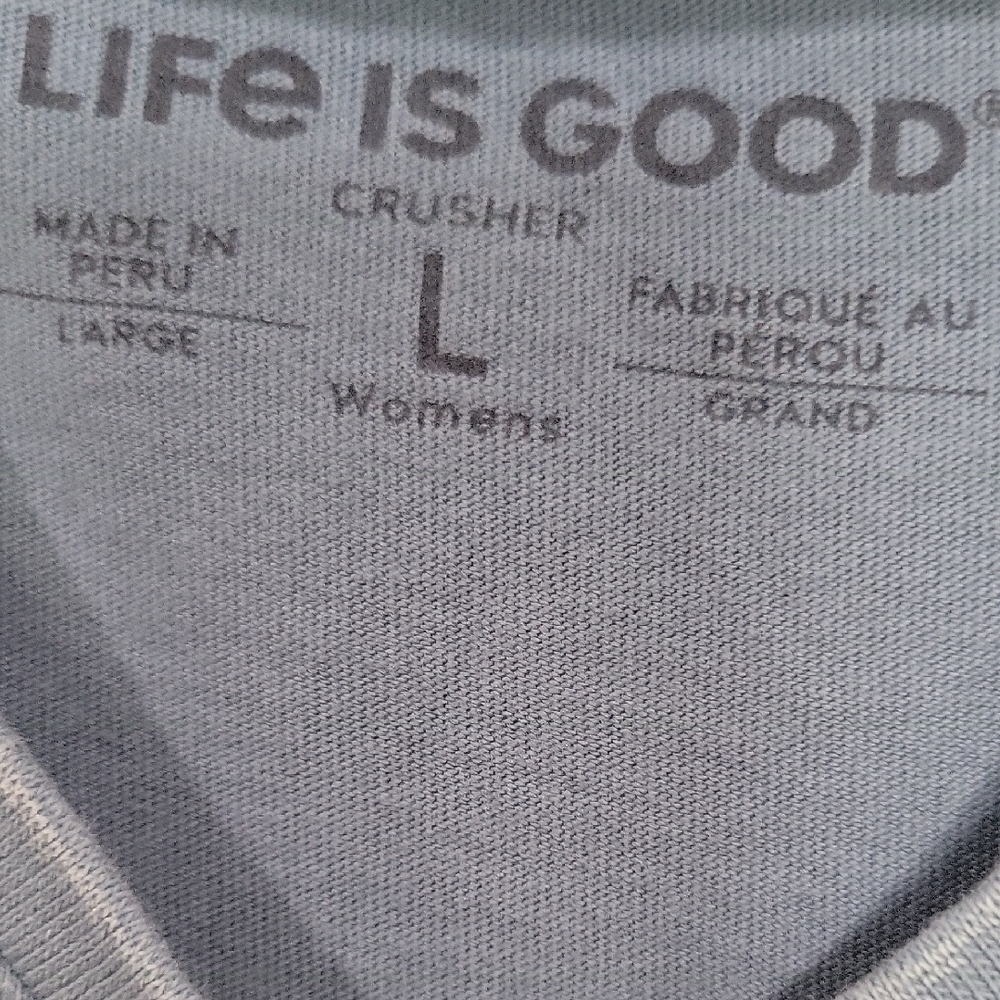 LIFe IS GOOD®
CRUSHER
MADE IN
PERU
LARGE
L
Womens
FABRIQUÉ AU
PÉROU
GRAND